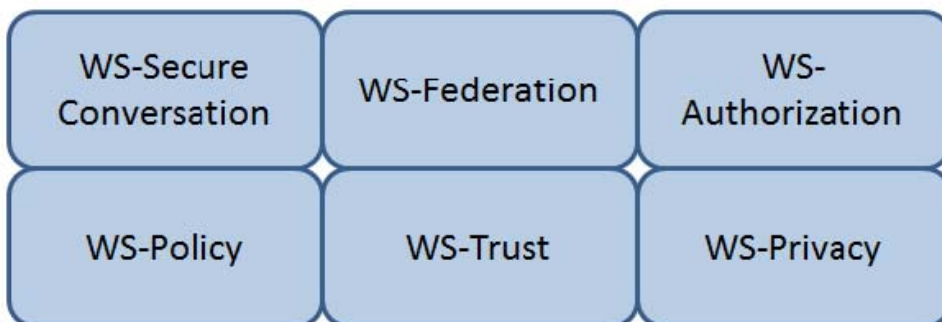 WS-Secure
Conversation
WS-Federation
WS-
Authorization
WS-Policy
WS-Trust
WS-Privacy